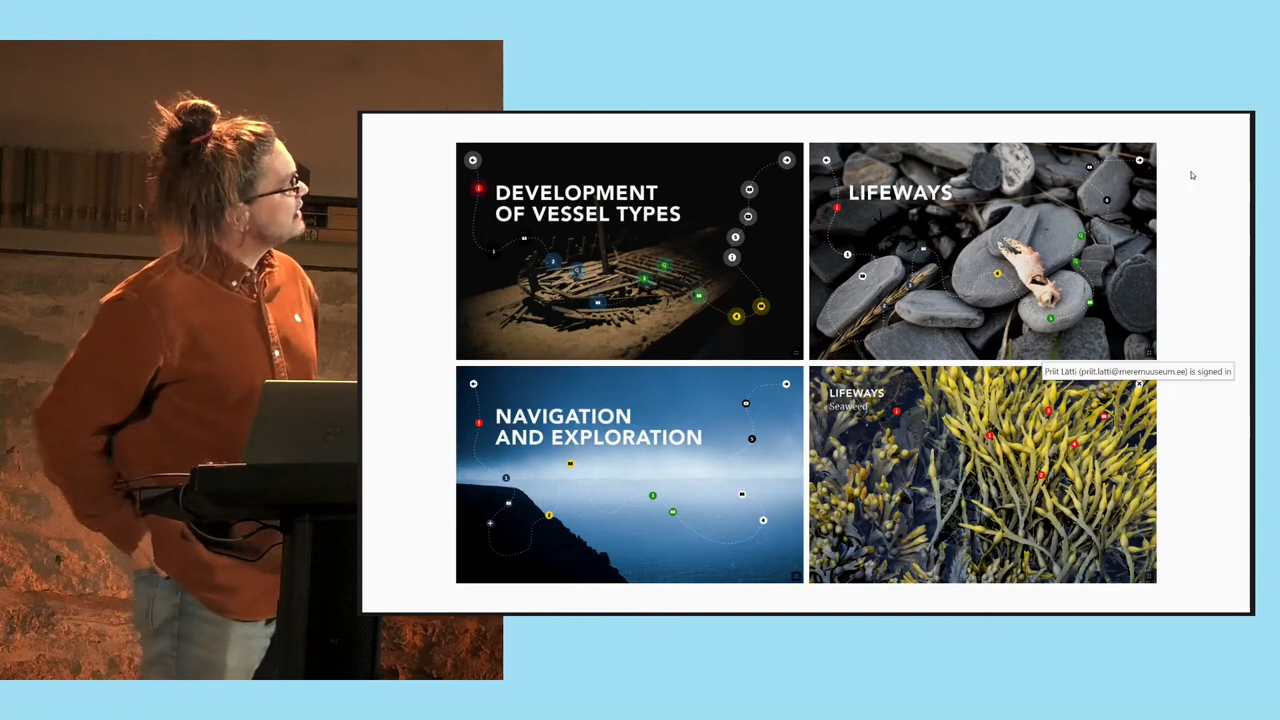 DEVELOPMENT
OF VESSEL TYPES
LIFEWAYS
Priit Lätti (priit.latti@meremuuseum.ee) is signed in
NAVIGATION
AND EXPLORATION
LIFEWAYS
Seaweed